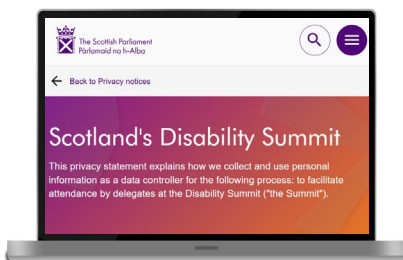 The Scottish Parliament
Pàrlamaid na h-Alba
Back to Privacy notices
Scotland's Disability Summit
This privacy statement explains how we collect and use personal
information as a data controller for the following process: to facilitate
attendance by delegates at the Disability Summit ("the Summit").